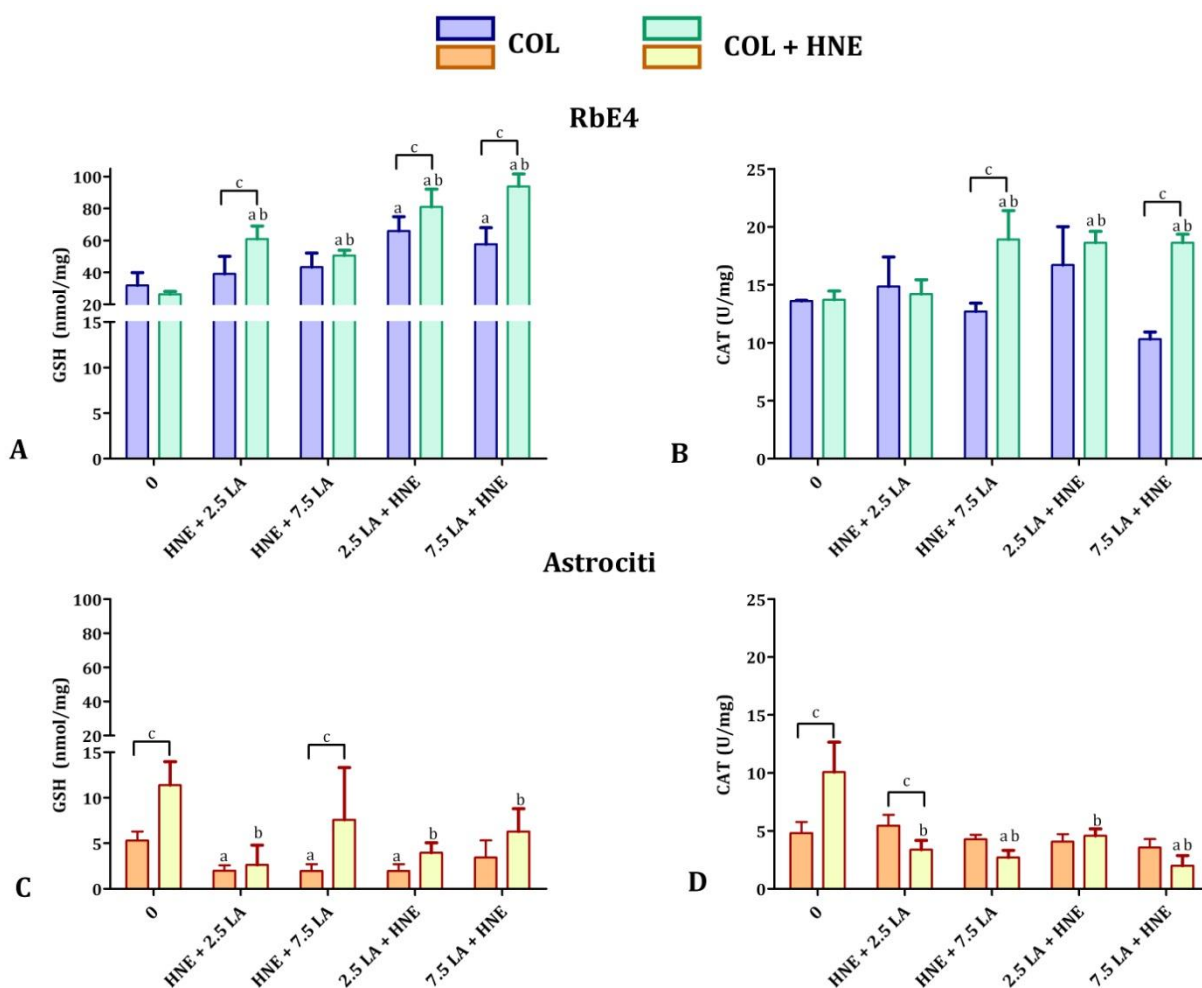 COL
COL + HNE
RbE4
A
GSH (nmol/mg)
100
80
60
40
20
15
10
5
0
c
a b
a b
c
a
a b
c
a
a b
0
HNE + 2.5 LA
HNE + 7.5 LA
2.5 LA + HNE
7.5 LA + HNE
B
CAT (U/mg)
25
20
15
10
5
0
c
a b
a b
c
a b
0
HNE + 2.5 LA
HNE + 7.5 LA
2.5 LA + HNE
7.5 LA + HNE
Astrociti
C
GSH (nmol/mg)
100
80
60
40
20
15
10
5
0
c
a
b
c
a
a
b
b
0
HNE + 2.5 LA
HNE + 7.5 LA
2.5 LA + HNE
7.5 LA + HNE
D
CAT (U/mg)
25
20
15
10
5
0
c
c
b
a b
b
a b
0
HNE + 2.5 LA
HNE + 7.5 LA
2.5 LA + HNE
7.5 LA + HNE